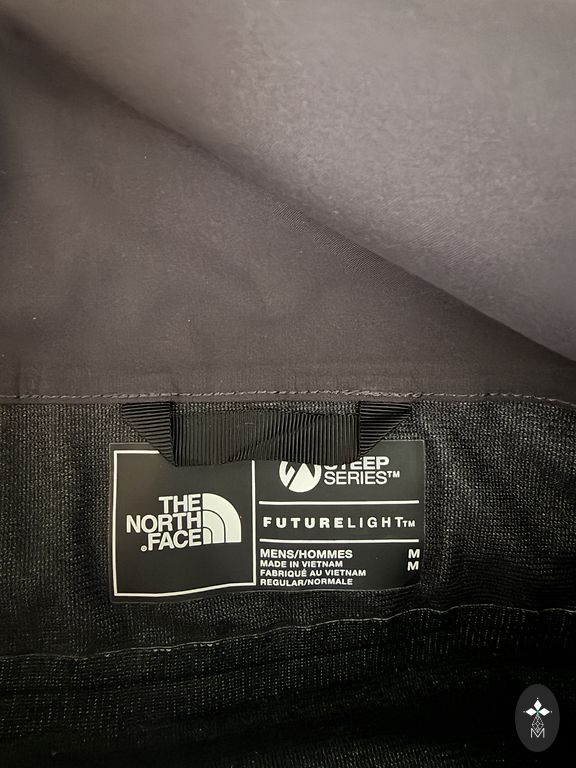 THE
NORTH
FACE
STEEP
SERIES™
FUTURELIGHT™
MENS/HOMMES M
MADE IN VIETNAM M
FABRIQUÉ AU VIETNAM
REGULAR/NORMALE
M